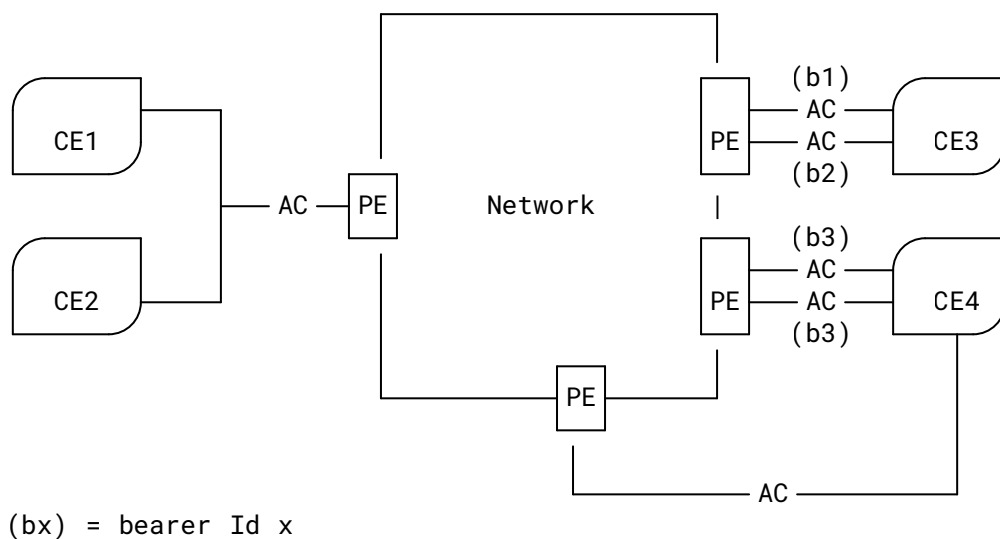 (b1)
CE1 AC
PE AC CE3
(b2)
AC PE Network
(b3)
AC
CE2 PE AC CE4
(b3)
PE
AC
(bx) = bearer Id x